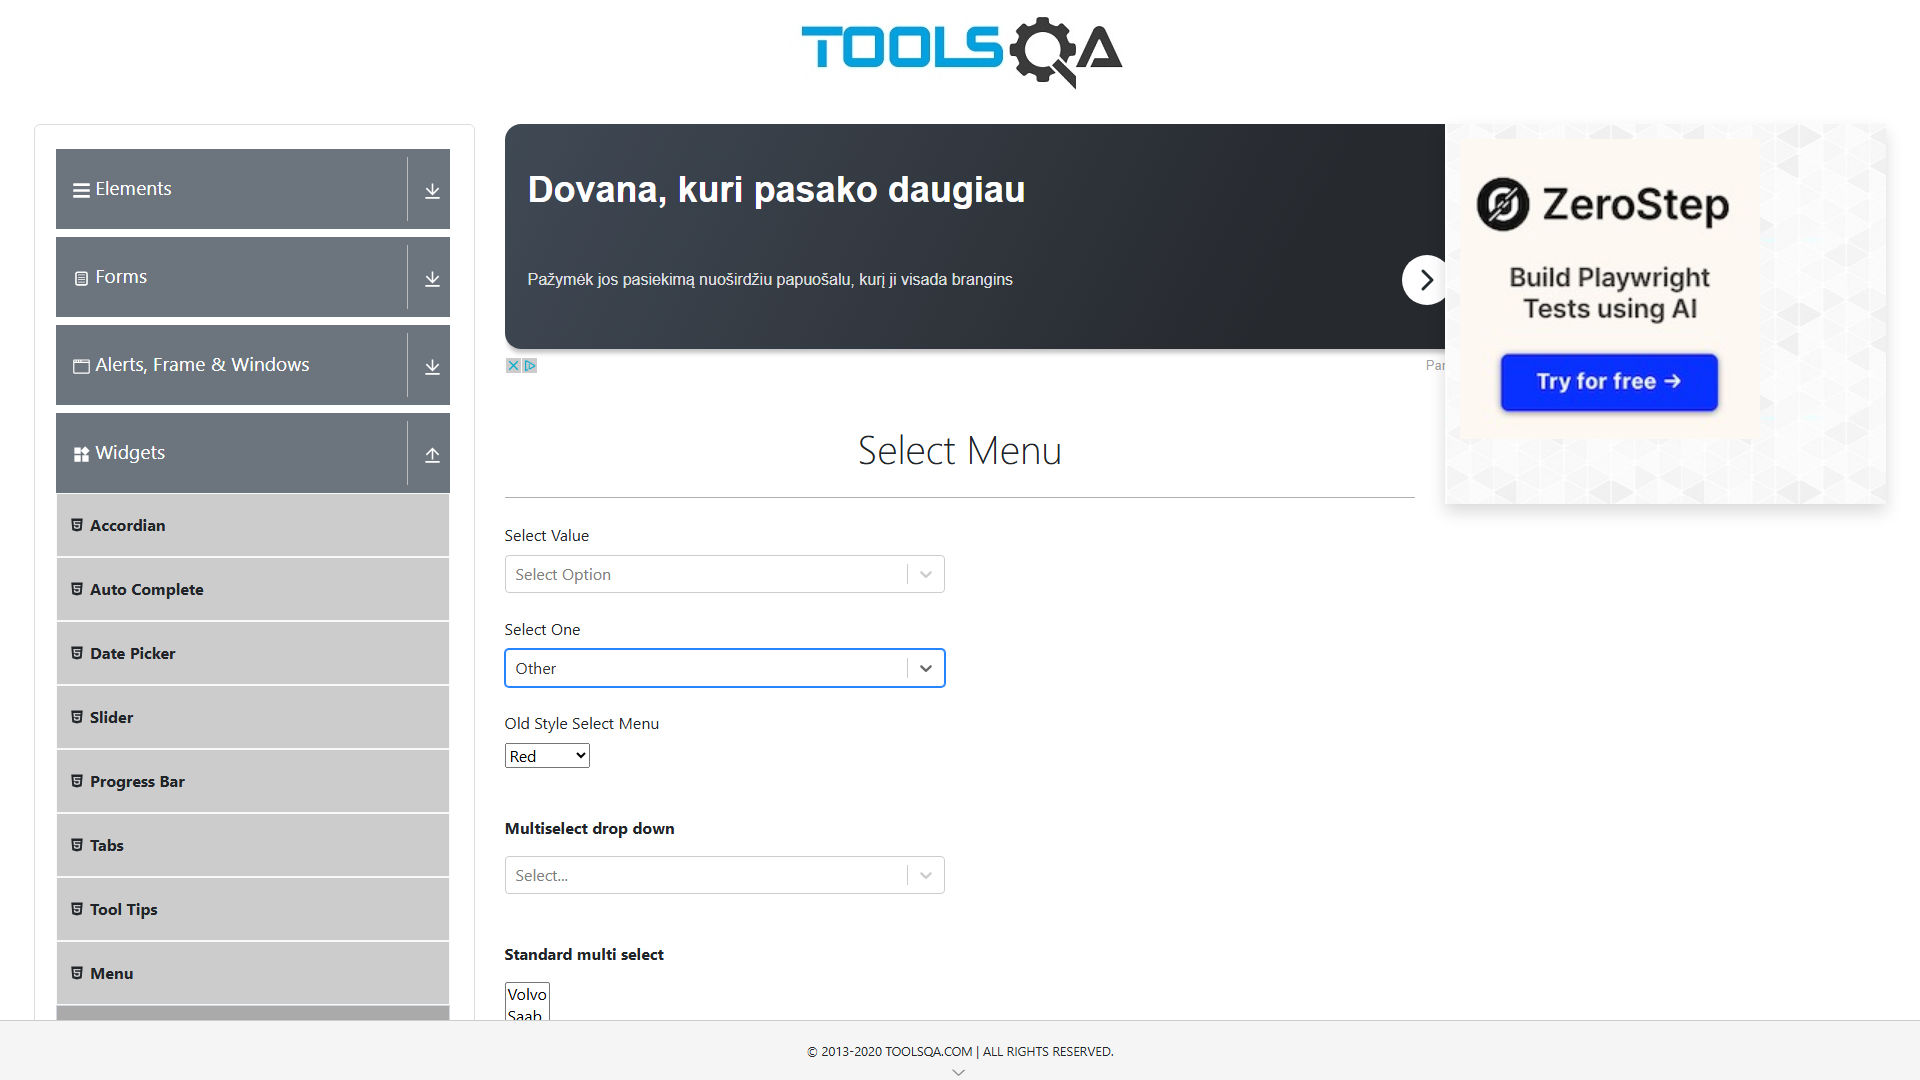 TOOLSQA
Elements
Forms
Alerts, Frame & Windows
Widgets
Accordian
Auto Complete
Date Picker
Slider
Progress Bar
Tabs
Tool Tips
Menu
Dovana, kuri pasako daugiau
Pažymėk jos pasiekimą nuoširdžiu papuošalu, kurį ji visada brangins
Par
Select Menu
Select Value
Select Option
Select One
Other
Old Style Select Menu
Red
Multiselect drop down
Select...
Standard multi select
Volvo
Saab
ZeroStep
Build Playwright
Tests using AI
Try for free →
© 2013-2020 TOOLSQA.COM | ALL RIGHTS RESERVED.